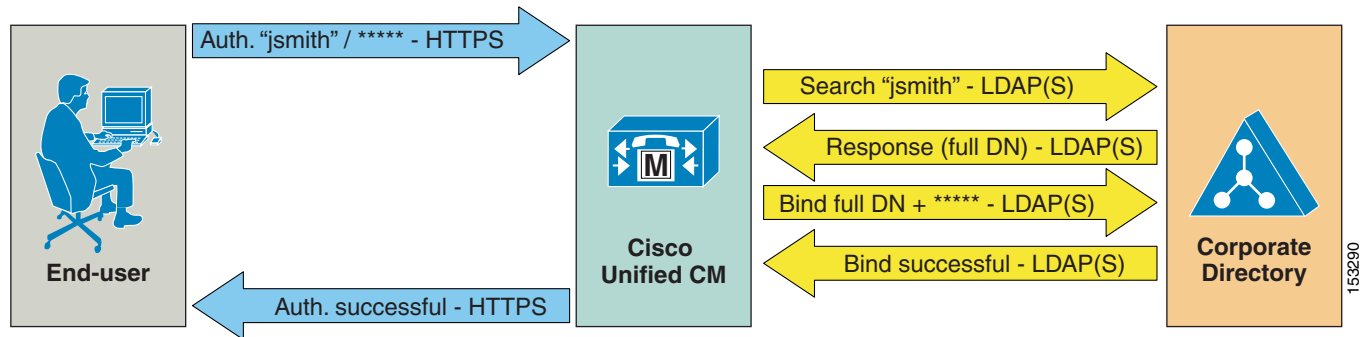 Auth. “jsmith” / ***** - HTTPS
Search “jsmith” - LDAP(S)
Response (full DN) - LDAP(S)
M
Bind full DN + ***** - LDAP(S)
Bind successful - LDAP(S)
Auth. successful - HTTPS
End-user
Cisco
Unified CM
Corporate
Directory
153290